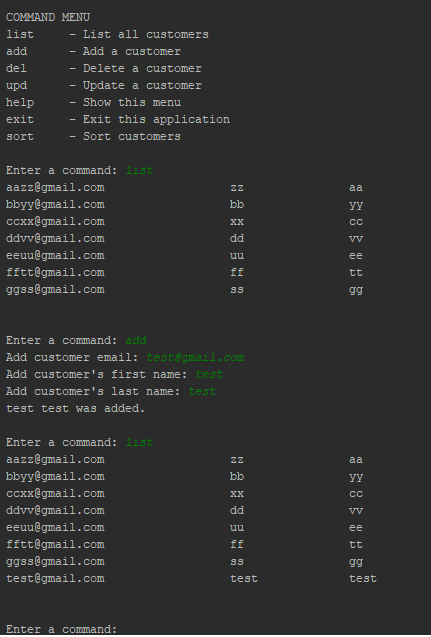 COMMAND MENU
list     - List all customers
add      - Add a customer
del      - Delete a customer
upd      - Update a customer
help     - Show this menu
exit     - Exit this application
sort     - Sort customers
Enter a command: list
aazz@gmail.com                  zz               aa
bbyy@gmail.com                  bb               yy
ccxx@gmail.com                  xx               cc
ddvv@gmail.com                  dd               vv
eeuu@gmail.com                  uu               ee
fftt@gmail.com                  ff               tt
ggss@gmail.com                  ss               gg
Enter a command: add
Add customer email: test@gmail.com
Add customer's first name: test
Add customer's last name: test
test test was added.
Enter a command: list
aazz@gmail.com                  zz               aa
bbyy@gmail.com                  bb               yy
ccxx@gmail.com                  xx               cc
ddvv@gmail.com                  dd               vv
eeuu@gmail.com                  uu               ee
fftt@gmail.com                  ff               tt
ggss@gmail.com                  ss               gg
test@gmail.com                  test             test
Enter a command: